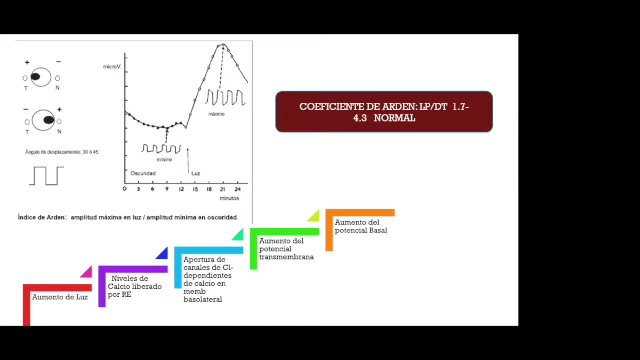 + -
T N
- +
T N
Ángulo de desplazamiento. 30 ó 45
microV.
máximo
mínimo
Oscuridad
Luz
0 3 6 9 12 15 18 21 24
minutos
Índice de Arden: amplitud máxima en luz / amplitud mínima en oscuridad.
COEFICIENTE DE ARDEN: LP/DT 1.7-
4.3 NORMAL
Aumento de Luz
Niveles de
Calcio liberado
por RE
Apertura de
canales de Cl-
dependientes
de calcio en
memb
basolateral
Aumento del
potencial
transmembrana
Aumento del
potencial Basal